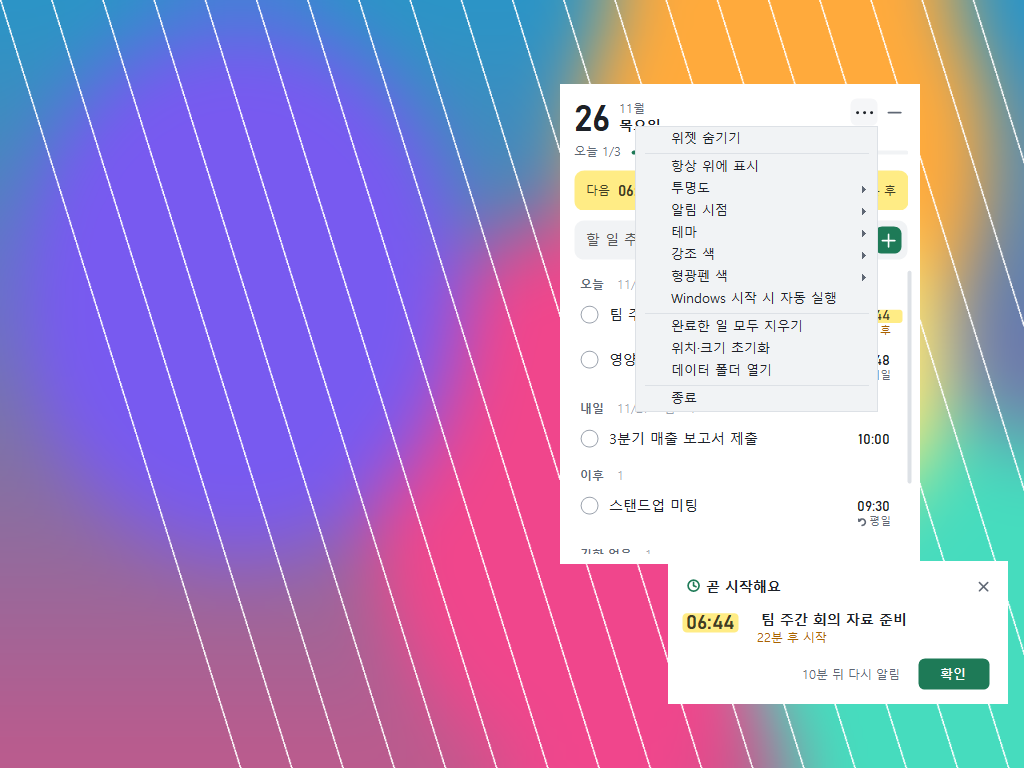 26
11월
목요일
오늘 1/3
다음 06
후
할 일 추
위젯 숨기기
항상 위에 표시
투명도
알림 시점
테마
강조 색
형광펜 색
Windows 시작 시 자동 실행
완료한 일 모두 지우기
위치·크기 초기화
데이터 폴더 열기
종료
오늘 11/
팀 주
44
후
영양
48
일
내일 11/
3분기 매출 보고서 제출 10:00
이후 1
스탠드업 미팅 09:30
평일
기한 없음 1
곧 시작해요
06:44 팀 주간 회의 자료 준비
22분 후 시작
10분 뒤 다시 알림 확인